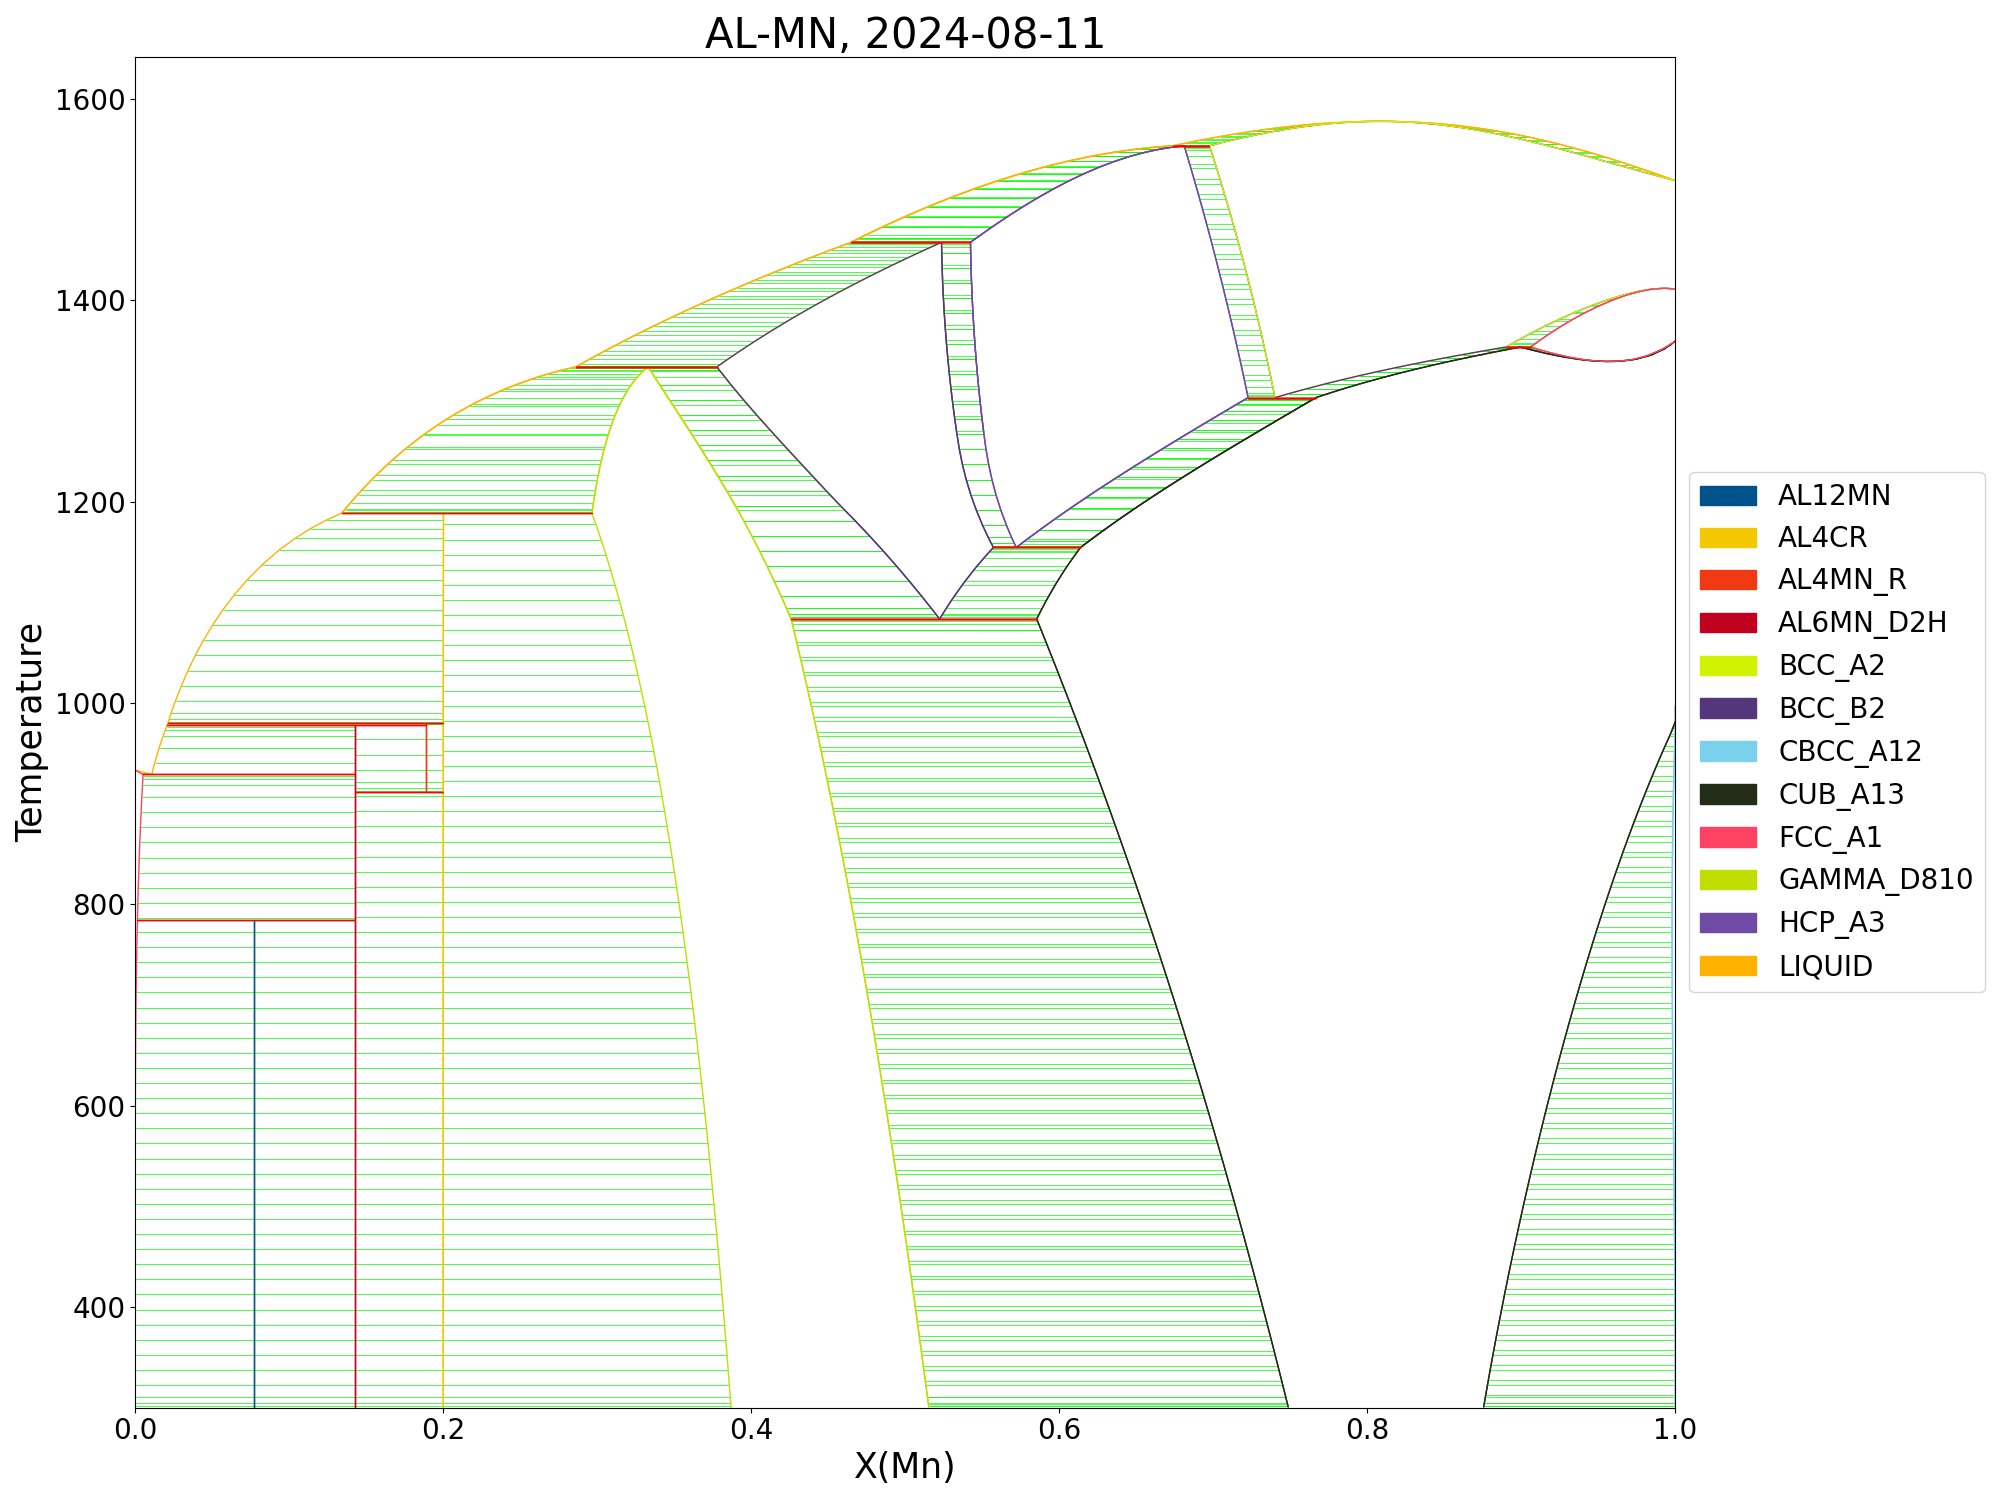 AL-MN, 2024-08-11
1600
1400
1200
1000
800
600
400
Temperature
0.0
0.2
0.4
0.6
0.8
1.0
X(Mn)
AL12MN
AL4CR
AL4MN_R
AL6MN_D2H
BCC_A2
BCC_B2
CBCC_A12
CUB_A13
FCC_A1
GAMMA_D810
HCP_A3
LIQUID